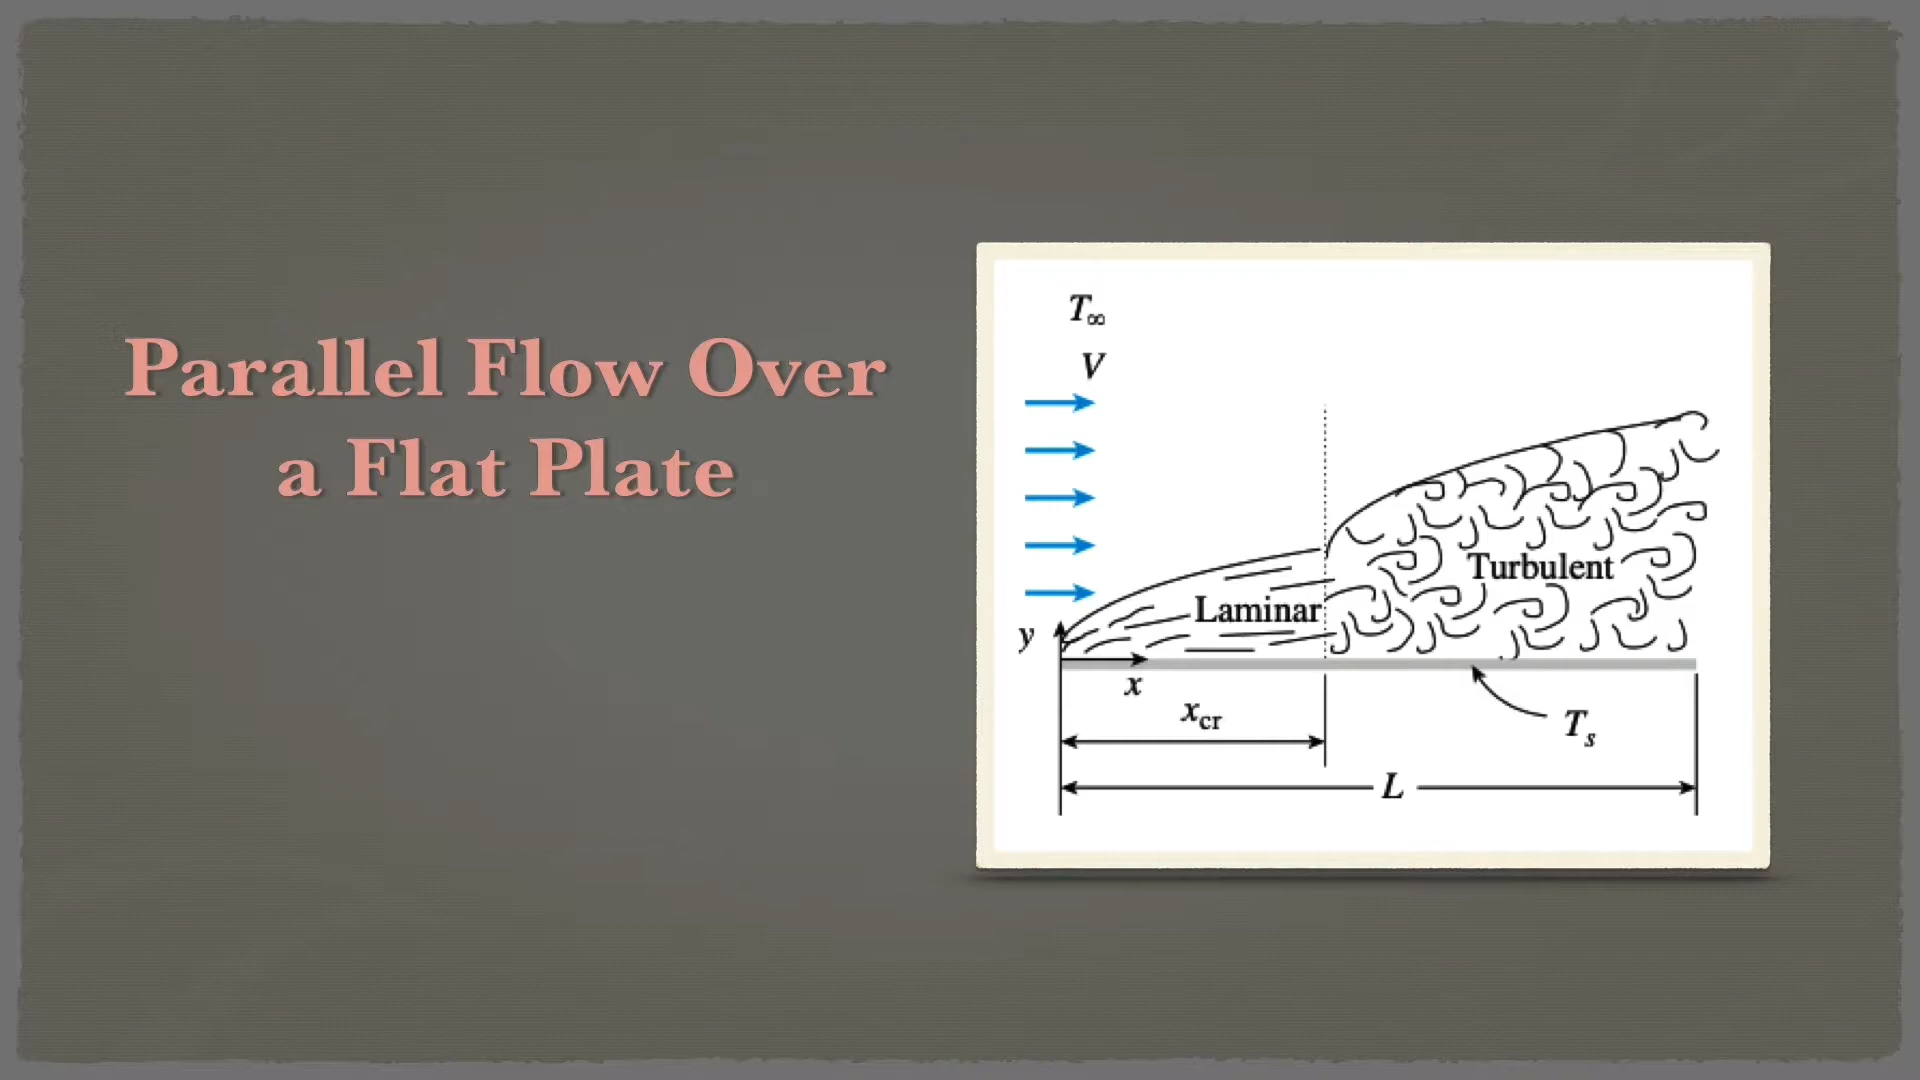 Parallel Flow Over
a Flat Plate
T∞
V
Turbulent
Laminar
y
x
xcr
Ts
L